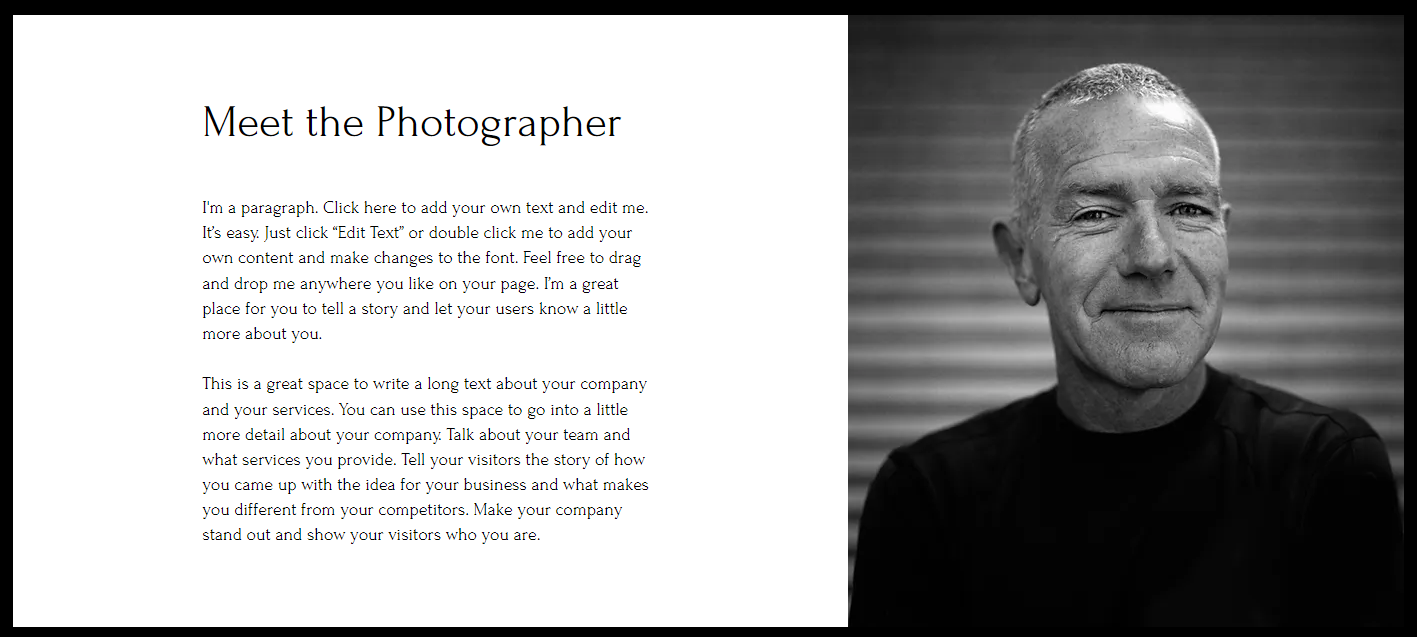 Meet the Photographer
I'm a paragraph. Click here to add your own text and edit me.
It’s easy. Just click “Edit Text” or double click me to add your
own content and make changes to the font. Feel free to drag
and drop me anywhere you like on your page. I’m a great
place for you to tell a story and let your users know a little
more about you.
This is a great space to write a long text about your company
and your services. You can use this space to go into a little
more detail about your company. Talk about your team and
what services you provide. Tell your visitors the story of how
you came up with the idea for your business and what makes
you different from your competitors. Make your company
stand out and show your visitors who you are.